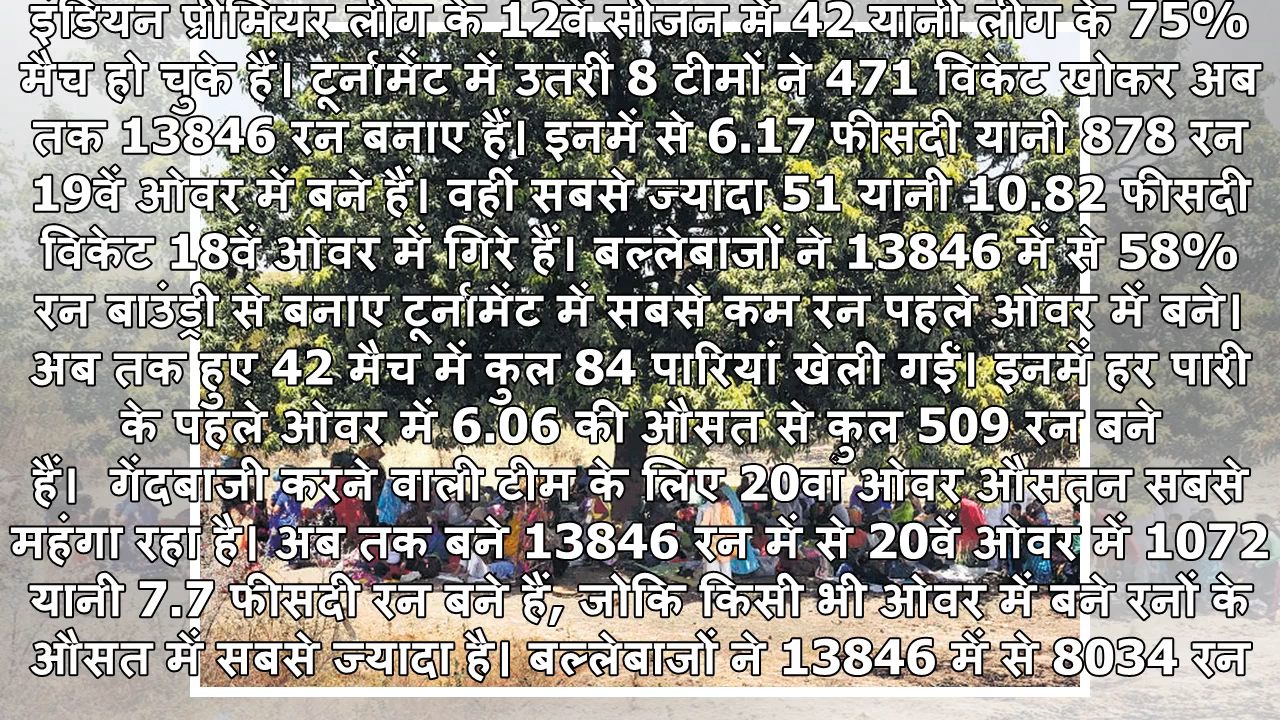 इंडियन प्रीमियर लीग के 12वें सीजन में 42 यानी लीग के 75%
मैच हो चुके हैं। टूर्नामेंट में उतरीं 8 टीमों ने 471 विकेट खोकर अब
तक 13846 रन बनाए हैं। इनमें से 6.17 फीसदी यानी 878 रन
19वें ओवर में बने हैं। वहीं सबसे ज्यादा 51 यानी 10.82 फीसदी
विकेट 18वें ओवर में गिरे हैं। बल्लेबाजों ने 13846 में से 58%
रन बाउंड्री से बनाए टूर्नामेंट में सबसे कम रन पहले ओवर में बने।
अब तक हुए 42 मैच में कुल 84 पारियां खेली गईं। इनमें हर पारी
के पहले ओवर में 6.06 की औसत से कुल 509 रन बने
हैं।  गेंदबाजी करने वाली टीम के लिए 20वां ओवर औसतन सबसे
महंगा रहा है। अब तक बने 13846 रन में से 20वें ओवर में 1072
यानी 7.7 फीसदी रन बने हैं, जोकि किसी भी ओवर में बने रनों के
औसत में सबसे ज्यादा है। बल्लेबाजों ने 13846 में से 8034 रन